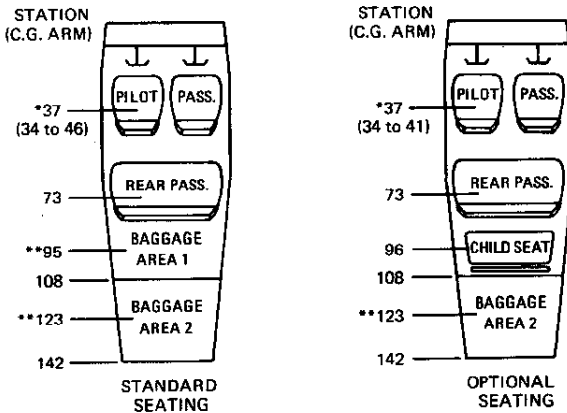 STATION
(C.G. ARM)
PILOT
PASS.
*37
(34 to 46)
REAR PASS.
73
**95
BAGGAGE
AREA 1
108
**123
BAGGAGE
AREA 2
142
STANDARD
SEATING
STATION
(C.G. ARM)
PILOT
PASS.
*37
(34 to 41)
REAR PASS.
73
96
CHILD SEAT
108
**123
BAGGAGE
AREA 2
142
OPTIONAL
SEATING